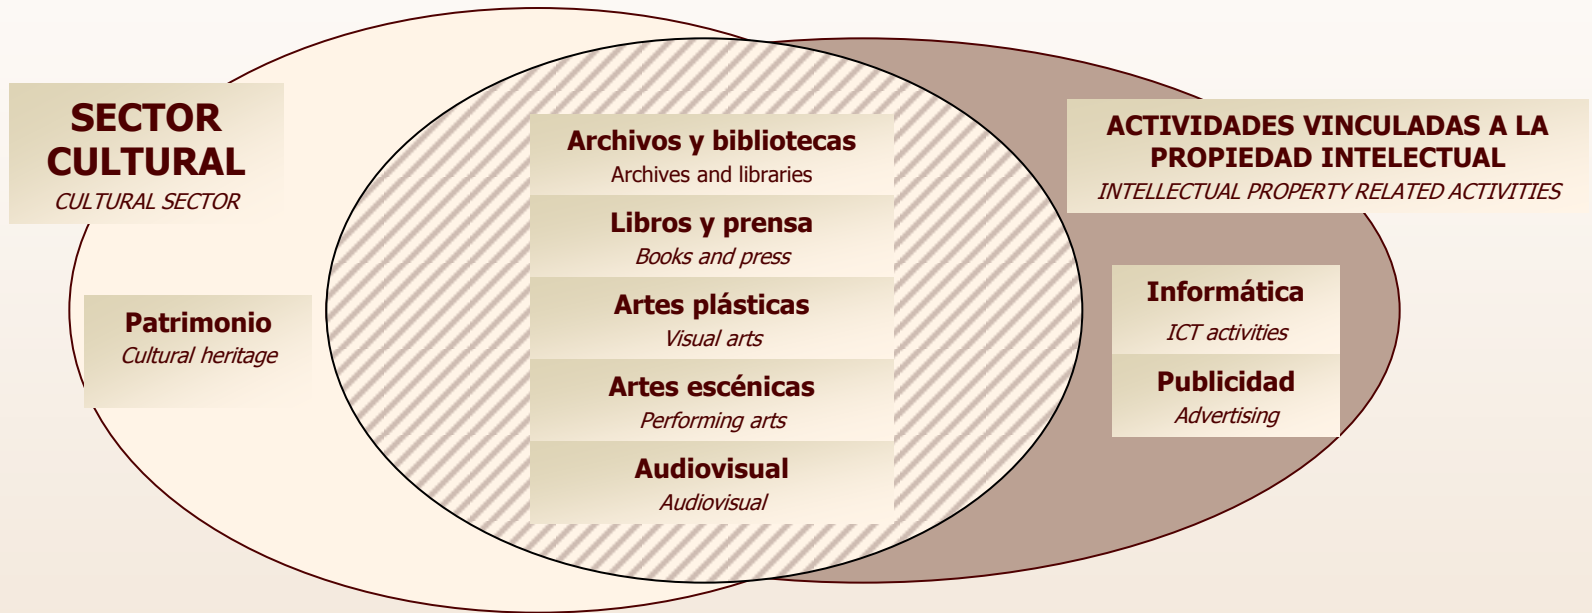 SECTOR
CULTURAL
CULTURAL SECTOR
Patrimonio
Cultural heritage
Archivos y bibliotecas
Archives and libraries
Libros y prensa
Books and press
Artes plásticas
Visual arts
Artes escénicas
Performing arts
Audiovisual
Audiovisual
ACTIVIDADES VINCULADAS A LA
PROPIEDAD INTELECTUAL
INTELLECTUAL PROPERTY RELATED ACTIVITIES
Informática
ICT activities
Publicidad
Advertising